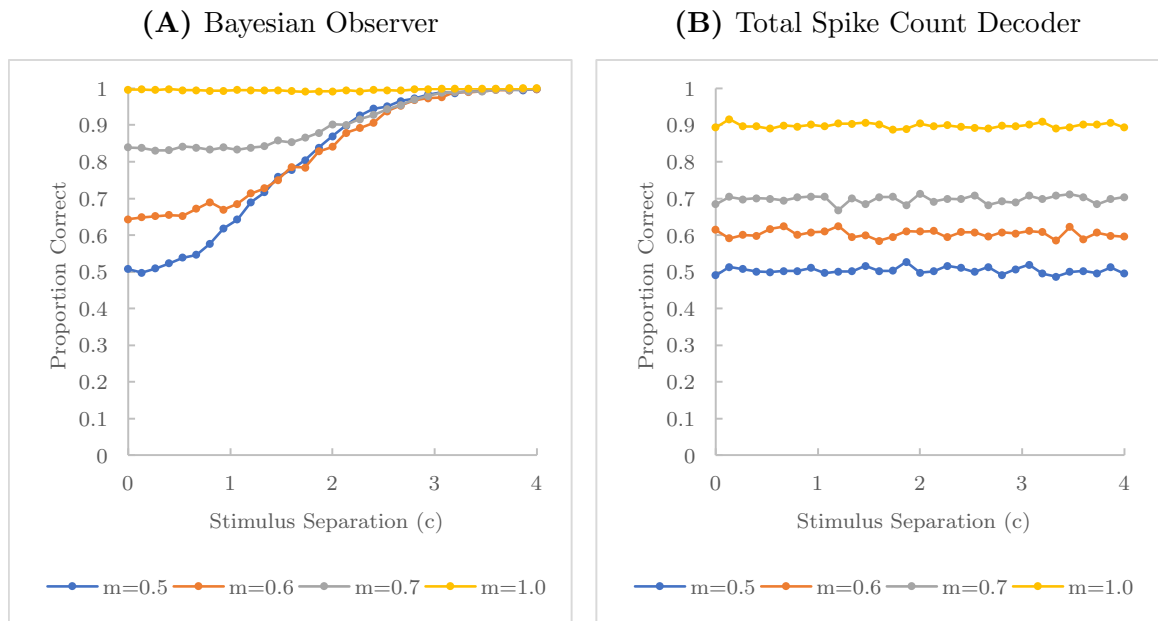 (A) Bayesian Observer
1
0.9
0.8
0.7
0.6
0.5
0.4
0.3
0.2
0.1
0
Proportion Correct
0 1 2 3 4
Stimulus Separation (c)
m=0.5 m=0.6 m=0.7 m=1.0
(B) Total Spike Count Decoder
1
0.9
0.8
0.7
0.6
0.5
0.4
0.3
0.2
0.1
0
Proportion Correct
0 1 2 3 4
Stimulus Separation (c)
m=0.5 m=0.6 m=0.7 m=1.0